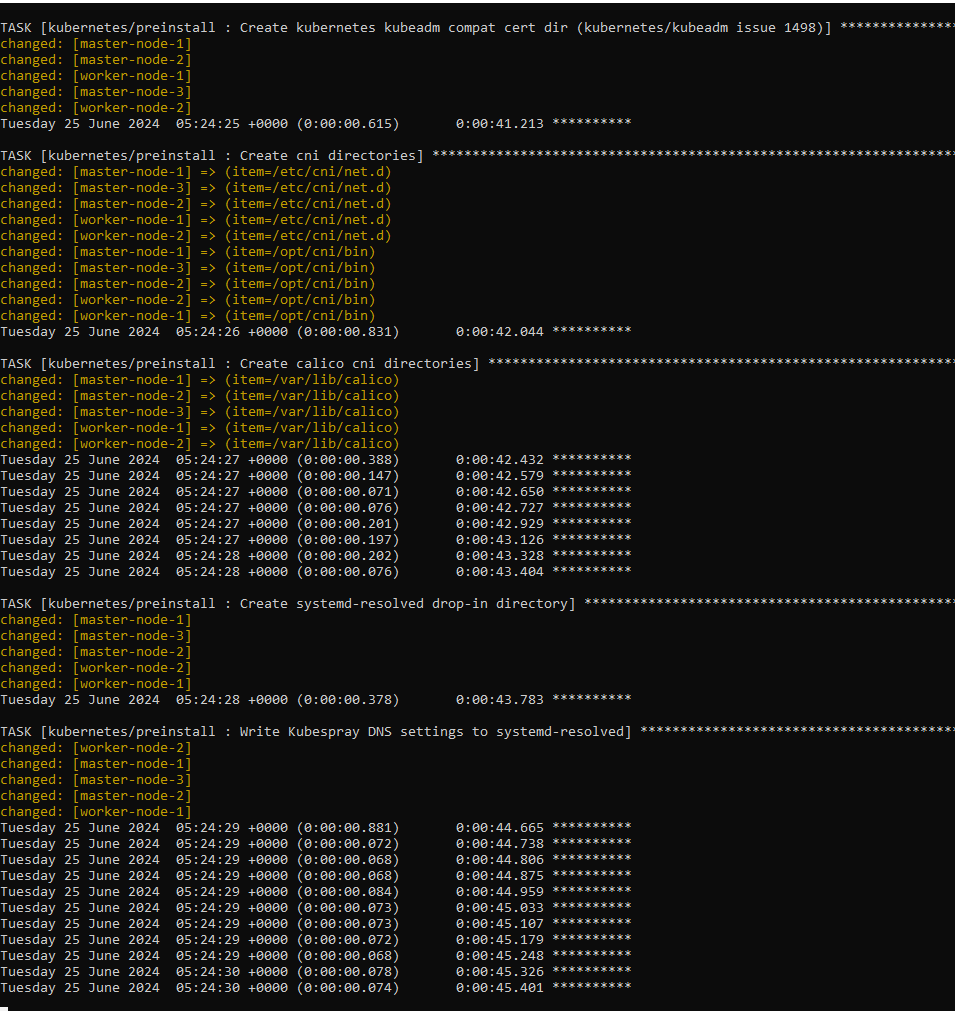 TASK [kubernetes/preinstall : Create kubernetes kubeadm compat cert dir (kubernetes/kubeadm issue 1498)] ***************
changed: [master-node-1]
changed: [master-node-2]
changed: [worker-node-1]
changed: [master-node-3]
changed: [worker-node-2]
Tuesday 25 June 2024  05:24:25 +0000 (0:00:00.615)       0:00:41.213 **********
TASK [kubernetes/preinstall : Create cni directories] ******************************************************************
changed: [master-node-1] => (item=/etc/cni/net.d)
changed: [master-node-3] => (item=/etc/cni/net.d)
changed: [master-node-2] => (item=/etc/cni/net.d)
changed: [worker-node-1] => (item=/etc/cni/net.d)
changed: [worker-node-2] => (item=/etc/cni/net.d)
changed: [master-node-1] => (item=/opt/cni/bin)
changed: [master-node-3] => (item=/opt/cni/bin)
changed: [master-node-2] => (item=/opt/cni/bin)
changed: [worker-node-2] => (item=/opt/cni/bin)
changed: [worker-node-1] => (item=/opt/cni/bin)
Tuesday 25 June 2024  05:24:26 +0000 (0:00:00.831)       0:00:42.044 **********
TASK [kubernetes/preinstall : Create calico cni directories] ***********************************************************
changed: [master-node-1] => (item=/var/lib/calico)
changed: [master-node-2] => (item=/var/lib/calico)
changed: [master-node-3] => (item=/var/lib/calico)
changed: [worker-node-1] => (item=/var/lib/calico)
changed: [worker-node-2] => (item=/var/lib/calico)
Tuesday 25 June 2024  05:24:27 +0000 (0:00:00.388)       0:00:42.432 **********
Tuesday 25 June 2024  05:24:27 +0000 (0:00:00.147)       0:00:42.579 **********
Tuesday 25 June 2024  05:24:27 +0000 (0:00:00.071)       0:00:42.650 **********
Tuesday 25 June 2024  05:24:27 +0000 (0:00:00.076)       0:00:42.727 **********
Tuesday 25 June 2024  05:24:27 +0000 (0:00:00.201)       0:00:42.929 **********
Tuesday 25 June 2024  05:24:27 +0000 (0:00:00.197)       0:00:43.126 **********
Tuesday 25 June 2024  05:24:28 +0000 (0:00:00.202)       0:00:43.328 **********
Tuesday 25 June 2024  05:24:28 +0000 (0:00:00.076)       0:00:43.404 **********
TASK [kubernetes/preinstall : Create systemd-resolved drop-in directory] ***********************************************
changed: [master-node-1]
changed: [master-node-3]
changed: [master-node-2]
changed: [worker-node-2]
changed: [worker-node-1]
Tuesday 25 June 2024  05:24:28 +0000 (0:00:00.378)       0:00:43.783 **********
TASK [kubernetes/preinstall : Write Kubespray DNS settings to systemd-resolved] ****************************************
changed: [worker-node-2]
changed: [worker-node-1]
changed: [master-node-3]
changed: [master-node-2]
changed: [worker-node-1]
Tuesday 25 June 2024  05:24:29 +0000 (0:00:00.881)       0:00:44.665 **********
Tuesday 25 June 2024  05:24:29 +0000 (0:00:00.072)       0:00:44.738 **********
Tuesday 25 June 2024  05:24:29 +0000 (0:00:00.068)       0:00:44.806 **********
Tuesday 25 June 2024  05:24:29 +0000 (0:00:00.068)       0:00:44.875 **********
Tuesday 25 June 2024  05:24:29 +0000 (0:00:00.084)       0:00:44.959 **********
Tuesday 25 June 2024  05:24:29 +0000 (0:00:00.073)       0:00:45.033 **********
Tuesday 25 June 2024  05:24:29 +0000 (0:00:00.073)       0:00:45.107 **********
Tuesday 25 June 2024  05:24:29 +0000 (0:00:00.072)       0:00:45.179 **********
Tuesday 25 June 2024  05:24:29 +0000 (0:00:00.068)       0:00:45.248 **********
Tuesday 25 June 2024  05:24:30 +0000 (0:00:00.078)       0:00:45.326 **********
Tuesday 25 June 2024  05:24:30 +0000 (0:00:00.074)       0:00:45.401 **********